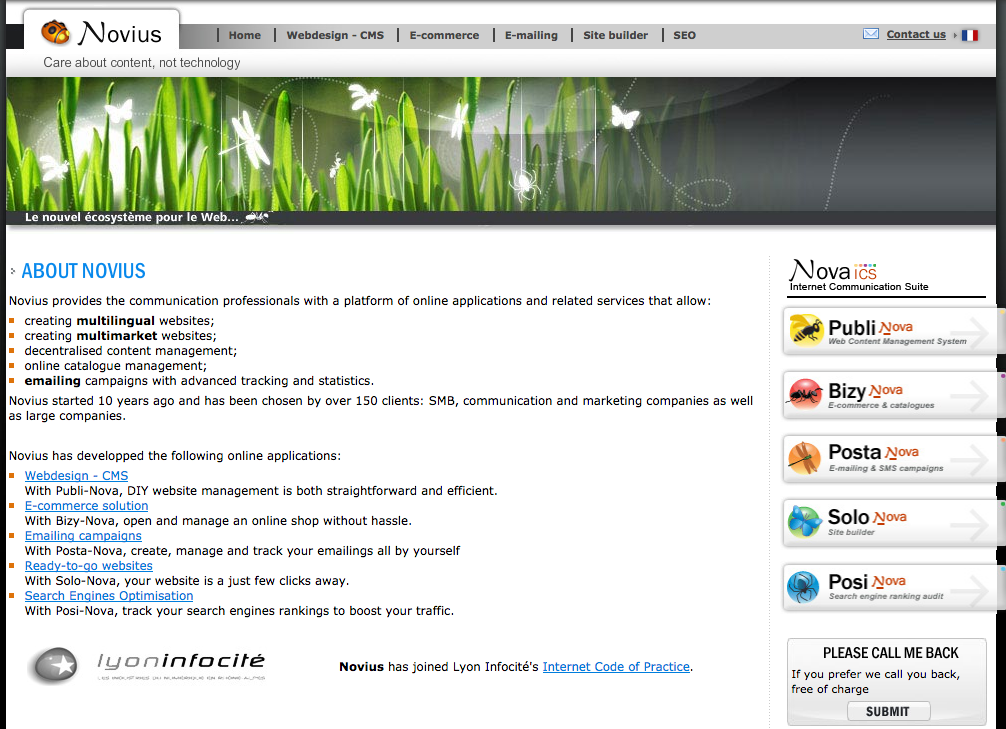 Novius
Home
Webdesign - CMS
E-commerce
E-mailing
Site builder
SEO
Contact us
Care about content, not technology
Le nouvel écosystème pour le Web...
ABOUT NOVIUS
Novius provides the communication professionals with a platform of online applications and related services that allow:
creating multilingual websites;
creating multimarket websites;
decentralised content management;
online catalogue management;
emailing campaigns with advanced tracking and statistics.
Novius started 10 years ago and has been chosen by over 150 clients: SMB, communication and marketing companies as well
as large companies.
Novius has developped the following online applications:
Webdesign - CMS
With Publi-Nova, DIY website management is both straightforward and efficient.
E-commerce solution
With Bizy-Nova, open and manage an online shop without hassle.
Emailing campaigns
With Posta-Nova, create, manage and track your emailings all by yourself
Ready-to-go websites
With Solo-Nova, your website is a just few clicks away.
Search Engines Optimisation
With Posi-Nova, track your search engines rankings to boost your traffic.
lyoninfocité
Novius has joined Lyon Infocité's Internet Code of Practice.
Nova ICS
Internet Communication Suite
Publi Nova
Web Content Management System
Bizy Nova
E-commerce & catalogues
Posta Nova
E-mailing & SMS campaigns
Solo Nova
Site builder
Posi Nova
Search engine ranking audit
PLEASE CALL ME BACK
If you prefer we call you back,
free of charge
SUBMIT